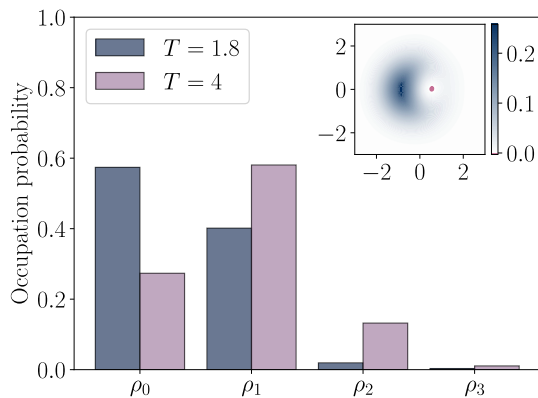 1.0
0.8
0.6
0.4
0.2
0.0
Occupation probability
T = 1.8
T = 4
2
0
−2
−2 0 2
0.2
0.1
0.0
ρ₀ ρ₁ ρ₂ ρ₃